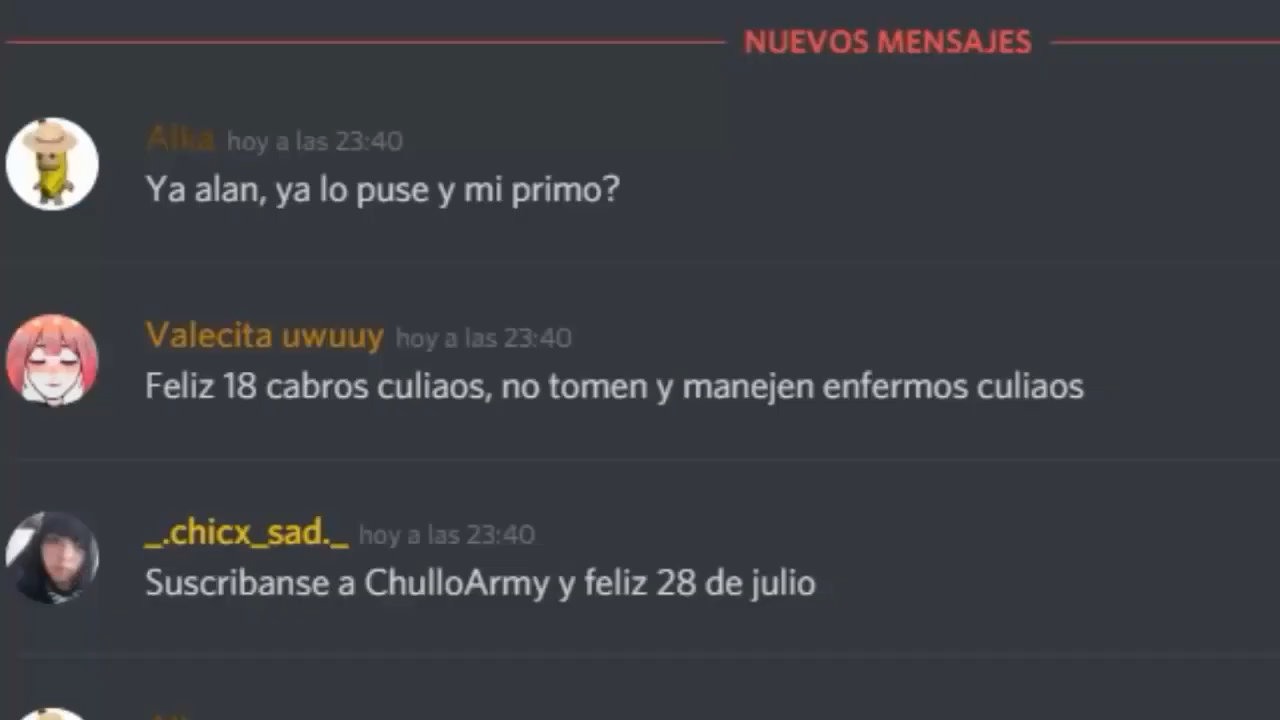 NUEVOS MENSAJES
Alka hoy a las 23:40
Ya alan, ya lo puse y mi primo?
Valecita uwuuy hoy a las 23:40
Feliz 18 cabros culiaos, no tomen y manejen enfermos culiaos
_.chicx_sad._ hoy a las 23:40
Suscribanse a ChulloArmy y feliz 28 de julio